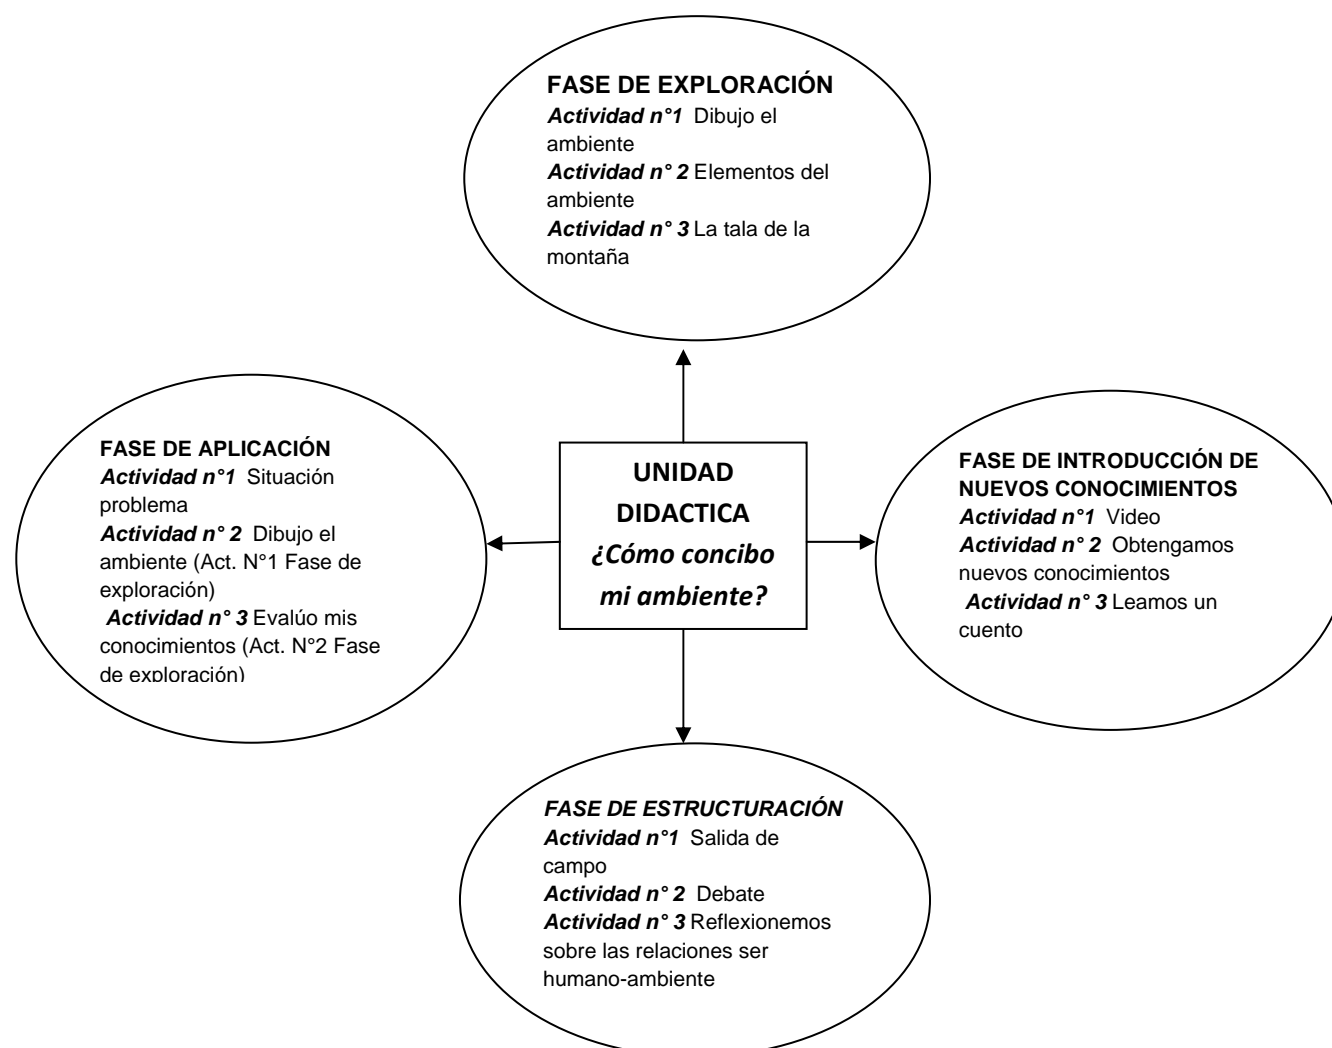 FASE DE EXPLORACIÓN
Actividad n°1 Dibujo el
ambiente
Actividad n° 2 Elementos del
ambiente
Actividad n° 3 La tala de la
montaña
FASE DE APLICACIÓN
Actividad n°1 Situación
problema
Actividad n° 2 Dibujo el
ambiente (Act. N°1 Fase de
exploración)
Actividad n° 3 Evalúo mis
conocimientos (Act. N°2 Fase
de exploración)
UNIDAD
DIDACTICA
¿Cómo concibo
mi ambiente?
FASE DE INTRODUCCIÓN DE
NUEVOS CONOCIMIENTOS
Actividad n°1 Video
Actividad n° 2 Obtengamos
nuevos conocimientos
Actividad n° 3 Leamos un
cuento
FASE DE ESTRUCTURACIÓN
Actividad n°1 Salida de
campo
Actividad n° 2 Debate
Actividad n° 3 Reflexionemos
sobre las relaciones ser
humano-ambiente